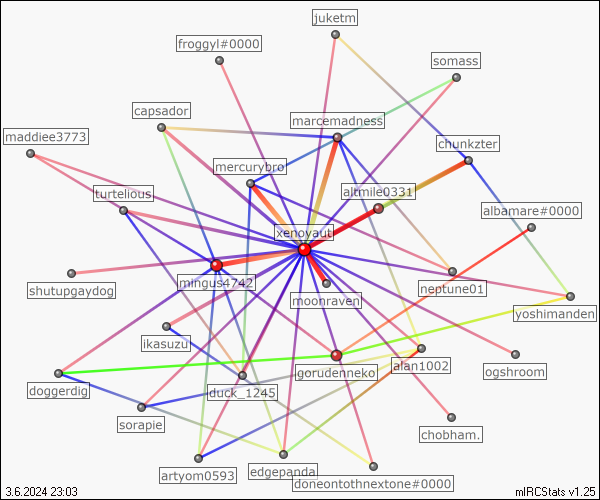 juketm
froggyl#0000
somass
capsador
marcemadness
maddiee3773
chunkzter
mercurybro
turtelious
altmile0331
albamare#0000
xenoyaut
mingus4742
neptune01
shutupgaydog
moonraven
yoshimanden
ikasuzu
gorudenneko
alan1002
ogshroom
doggerdig
duck_1245
sorapie
chobham.
artyom0593
edgepanda
doneontothnextone#0000
3.6.2024 23:03
mIRCStats v1.25